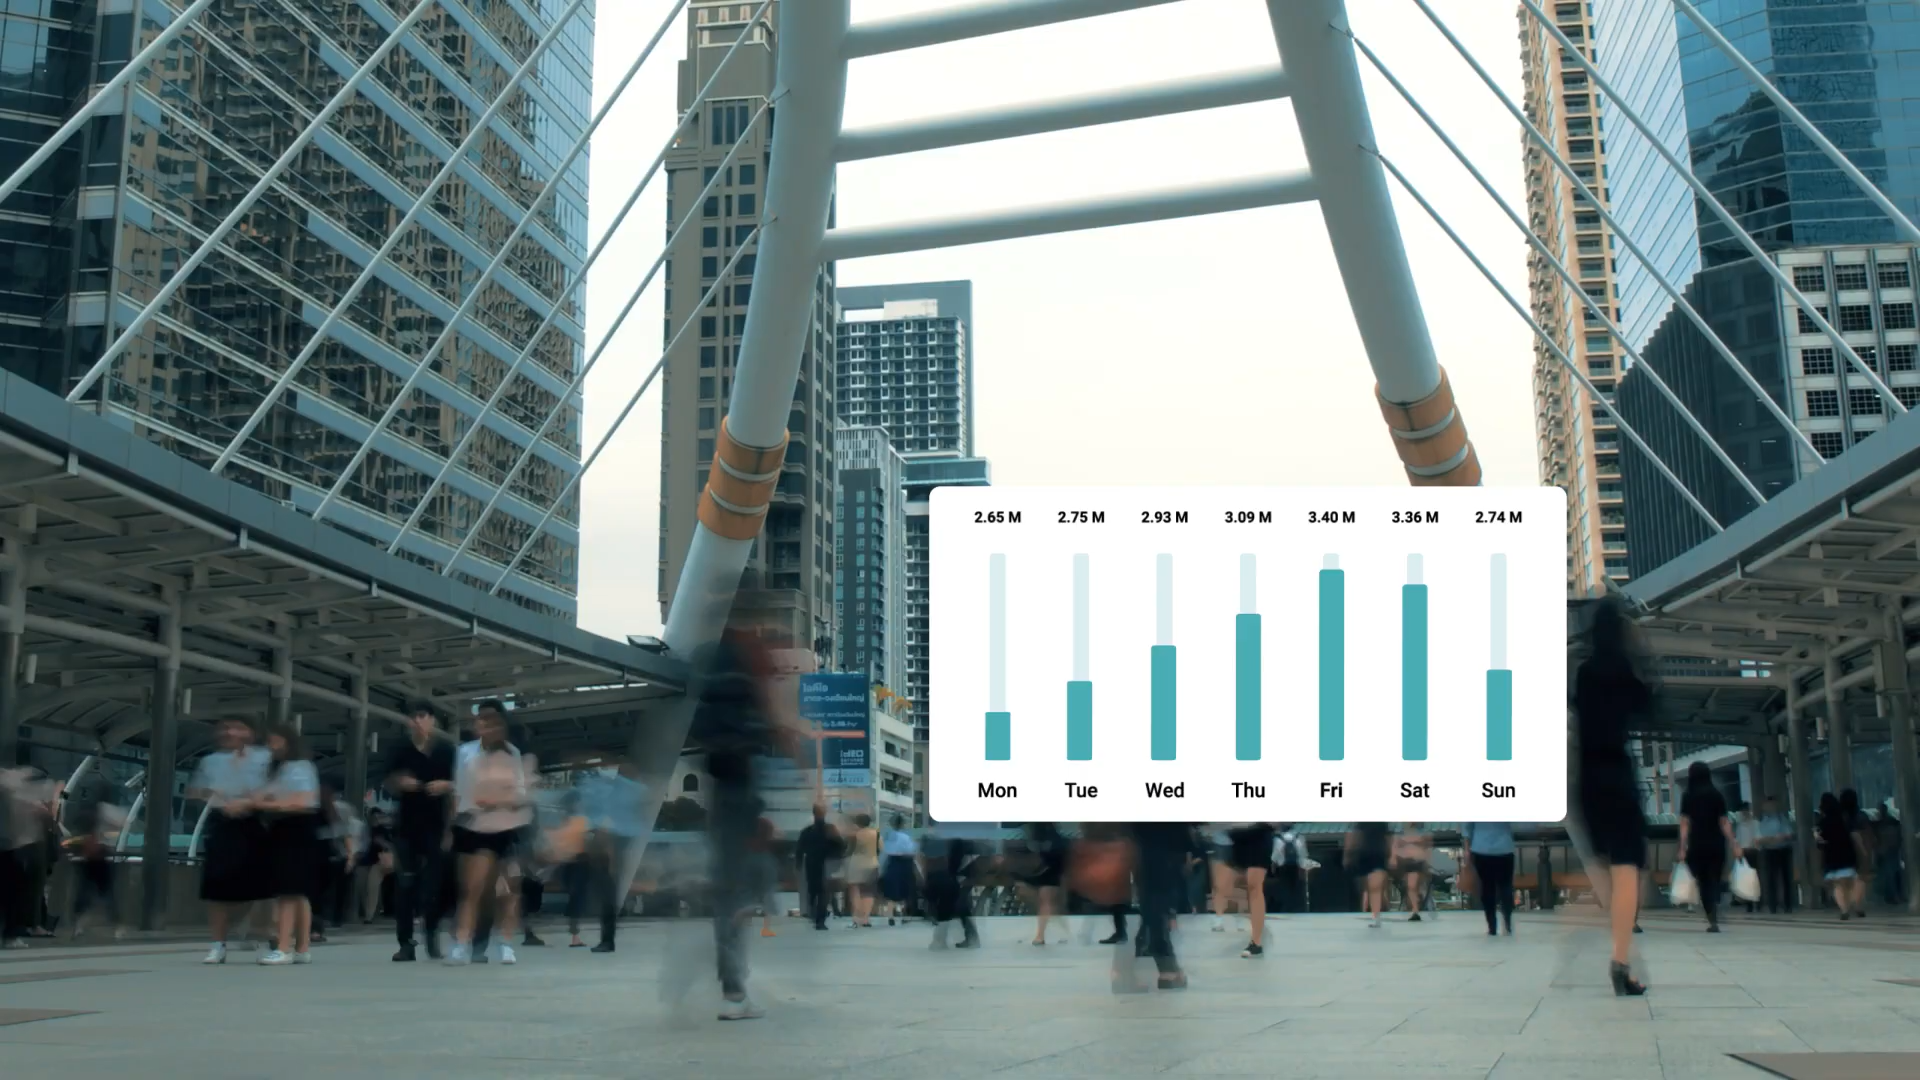 2.65 M 2.75 M 2.93 M 3.09 M 3.40 M 3.36 M 2.74 M
Mon Tue Wed Thu Fri Sat Sun